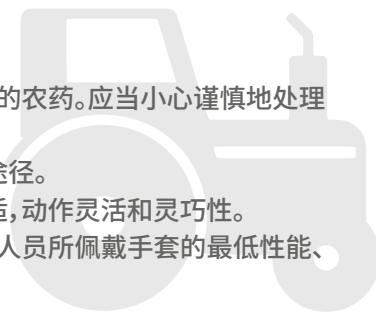 的农药。应当小心谨慎地处理
途径。
适，动作灵活和灵巧性。
人员所佩戴手套的最低性能、